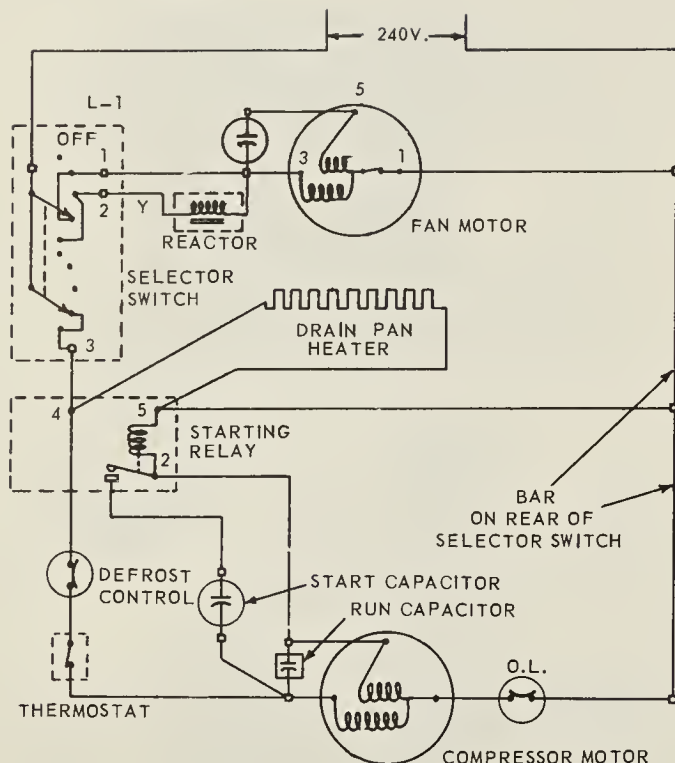 240V.
L-1
5
OFF
1
3
1
2
Y
REACTOR
FAN MOTOR
SELECTOR
SWITCH
DRAIN PAN
HEATER
3
4
5
STARTING
RELAY
2
BAR
ON REAR OF
SELECTOR SWITCH
DEFROST
CONTROL
START CAPACITOR
RUN CAPACITOR
O.L.
THERMOSTAT
COMPRESSOR MOTOR